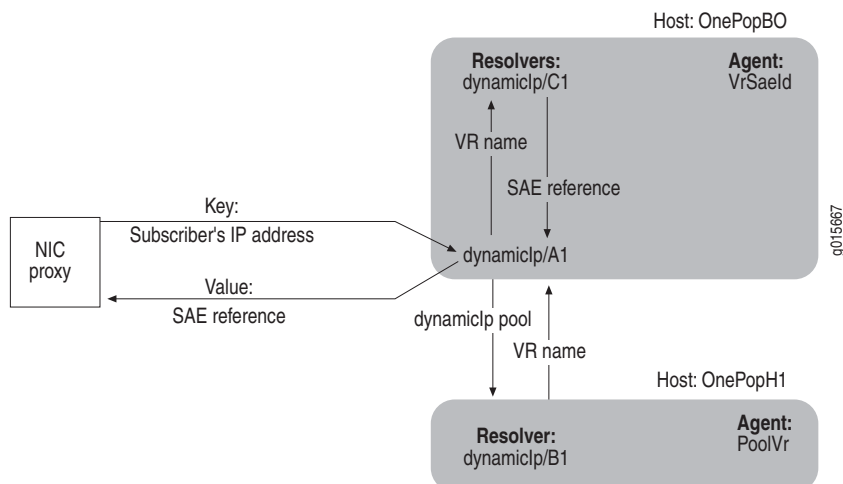 Host: OnePopBO
Resolvers:
dynamicIp/C1
Agent:
VrSaeId
VR name
SAE reference
Key:
Subscriber's IP address
NIC
proxy
dynamicIp/A1
Value:
SAE reference
dynamicIp pool
VR name
g015667
Host: OnePopH1
Resolver:
dynamicIp/B1
Agent:
PoolVr